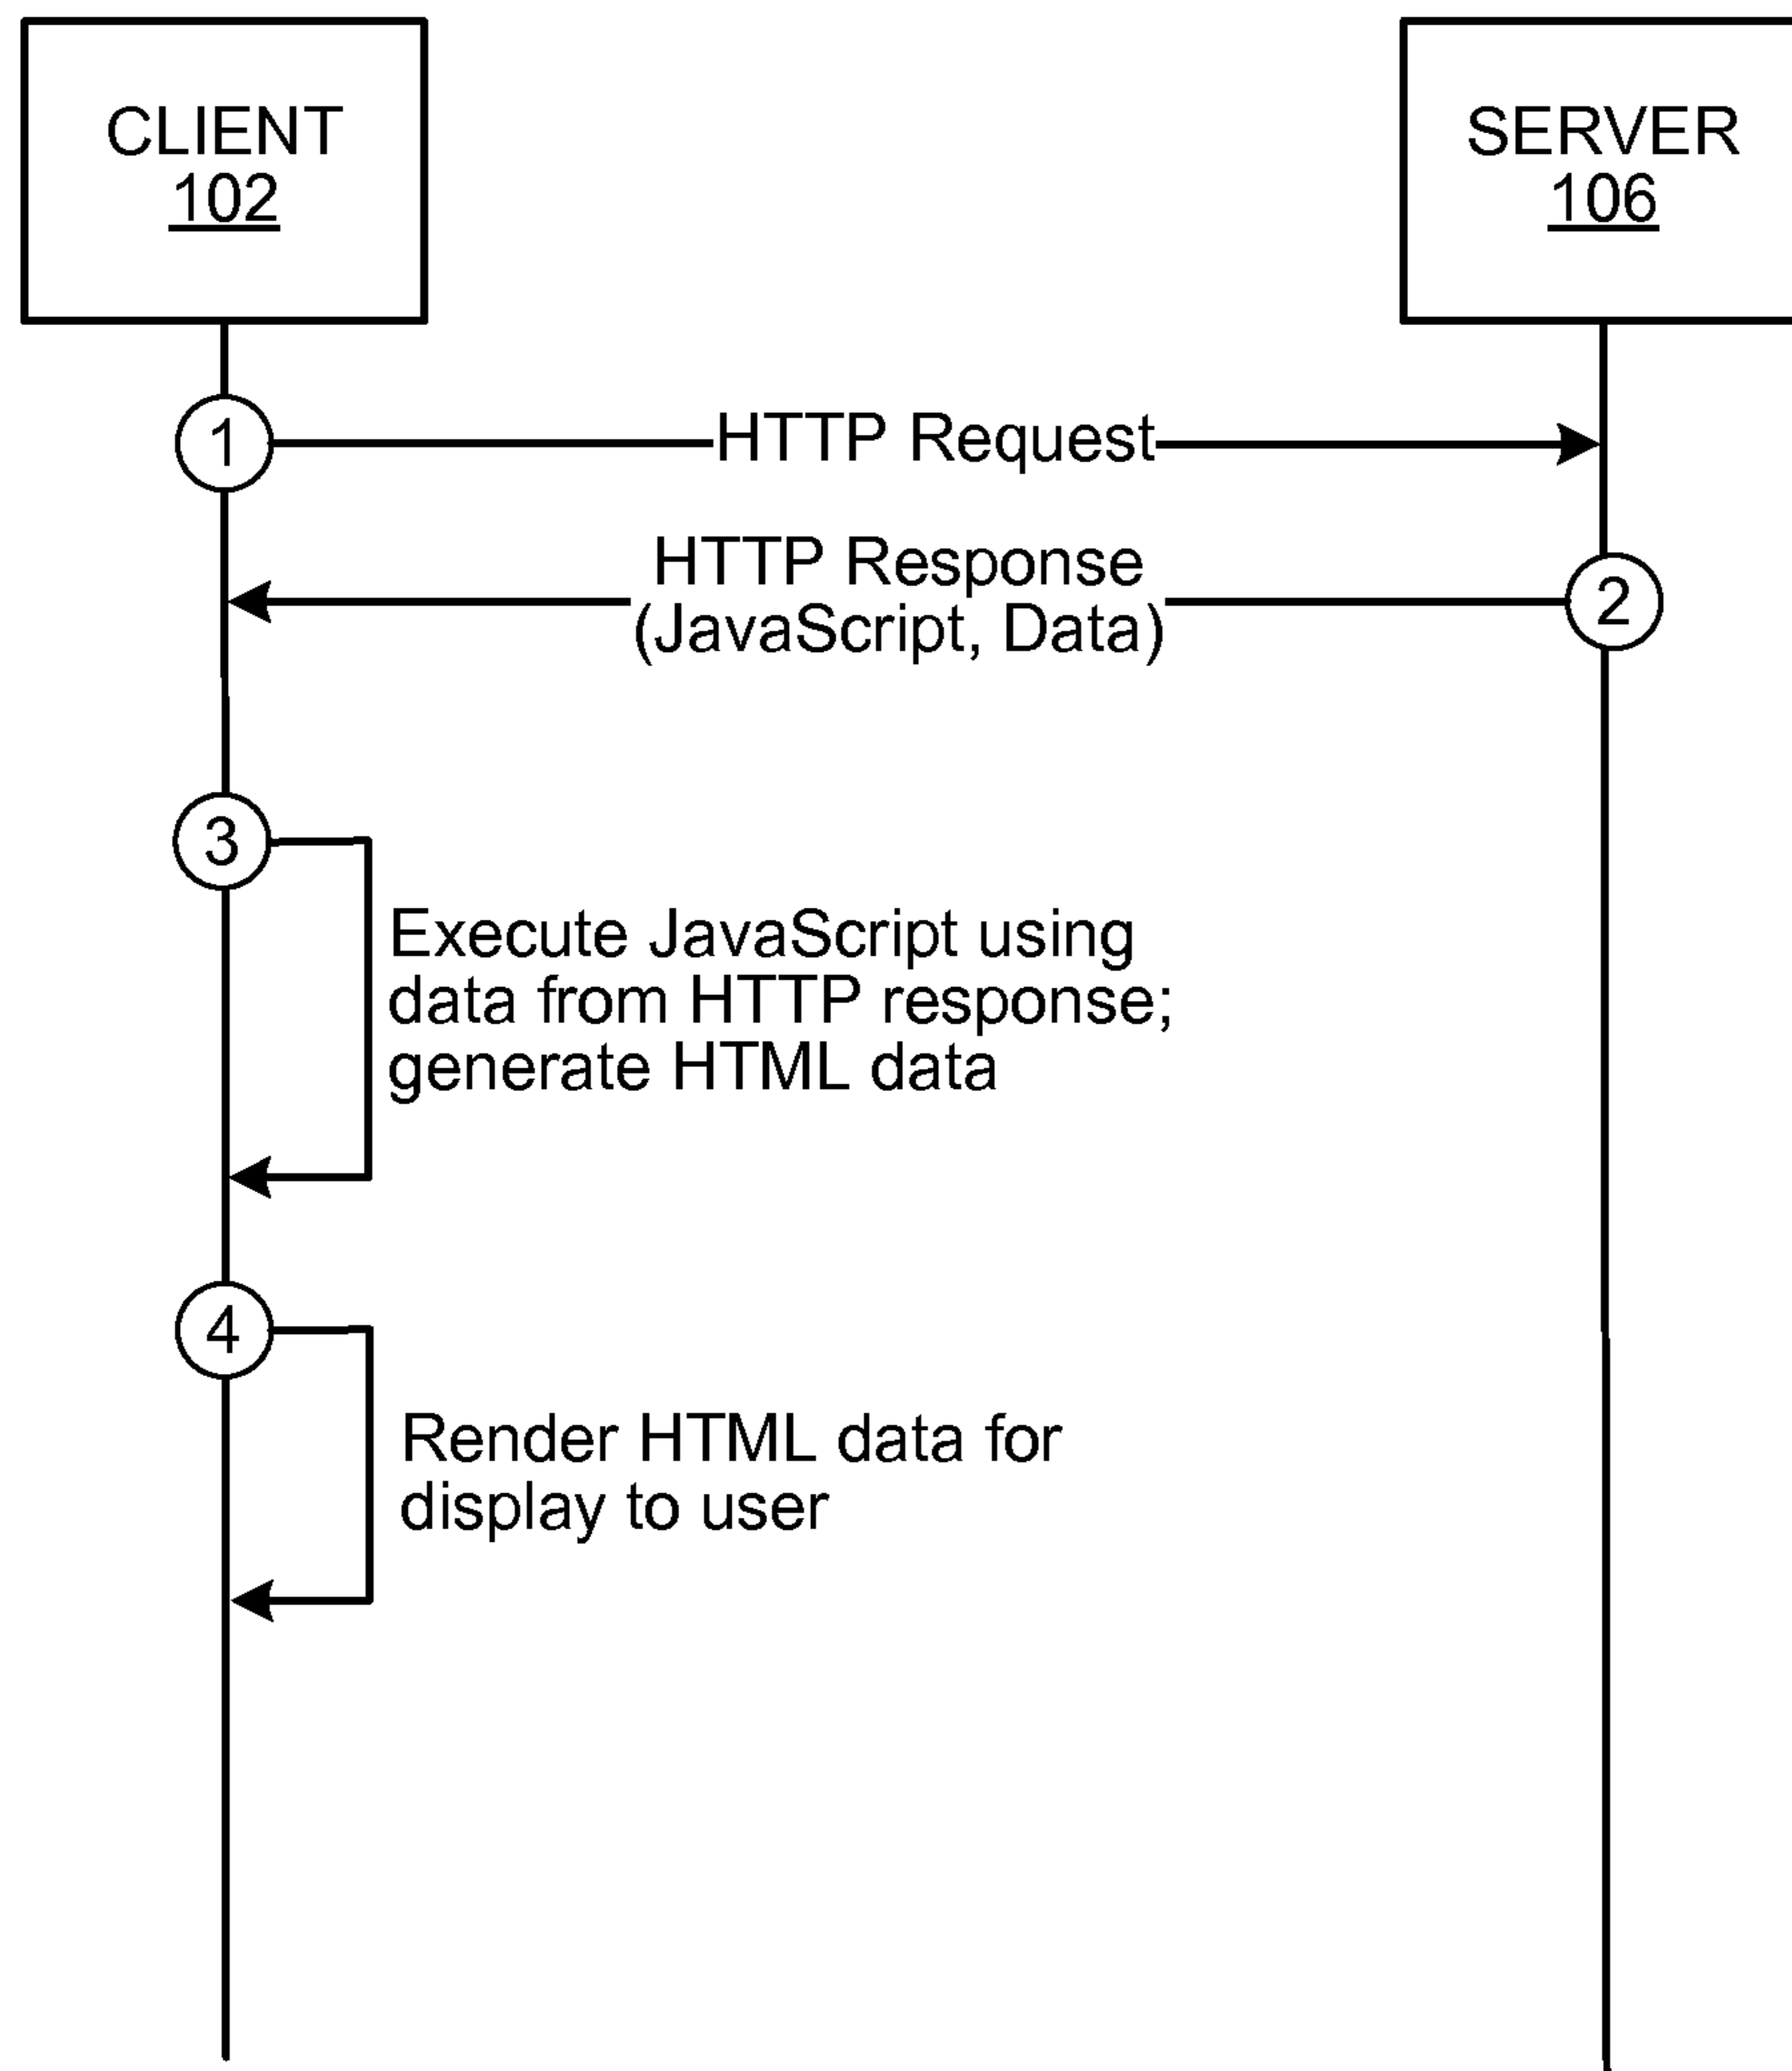 CLIENT
102
SERVER
106
1
HTTP Request
HTTP Response
(JavaScript, Data)
2
3
Execute JavaScript using
data from HTTP response;
generate HTML data
4
Render HTML data for
display to user